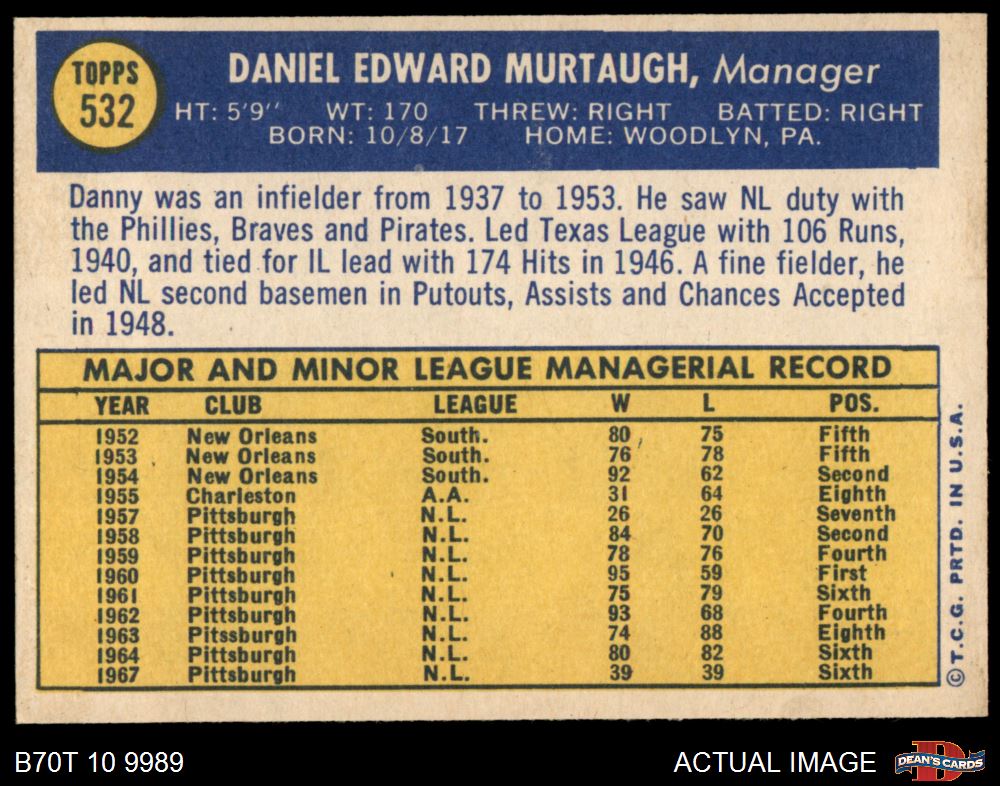 TOPPS
532
DANIEL EDWARD MURTAUGH, Manager
HT: 5'9" WT: 170 THREW: RIGHT BATTED: RIGHT
BORN: 10/8/17 HOME: WOODLYN, PA.
Danny was an infielder from 1937 to 1953. He saw NL duty with
the Phillies, Braves and Pirates. Led Texas League with 106 Runs,
1940, and tied for IL lead with 174 Hits in 1946. A fine fielder, he
led NL second basemen in Putouts, Assists and Chances Accepted
in 1948.
MAJOR AND MINOR LEAGUE MANAGERIAL RECORD
YEAR CLUB LEAGUE W L POS.
1952 New Orleans South. 80 75 Fifth
1953 New Orleans South. 76 78 Fifth
1954 New Orleans South. 92 62 Second
1955 Charleston A.A. 31 64 Eighth
1957 Pittsburgh N.L. 26 26 Seventh
1958 Pittsburgh N.L. 84 70 Second
1959 Pittsburgh N.L. 78 76 Fourth
1960 Pittsburgh N.L. 95 59 First
1961 Pittsburgh N.L. 75 79 Sixth
1962 Pittsburgh N.L. 93 68 Fourth
1963 Pitssburgh N.L. 74 88 Eighth
1964 Pittsburgh N.L. 80 82 Sixth
1967 Pittsburgh N.L. 39 39 Sixth
©T.C.G. PRTD. IN U.S.A.
B70T 10 9989
ACTUAL IMAGE
D
DEAN'S CARDS